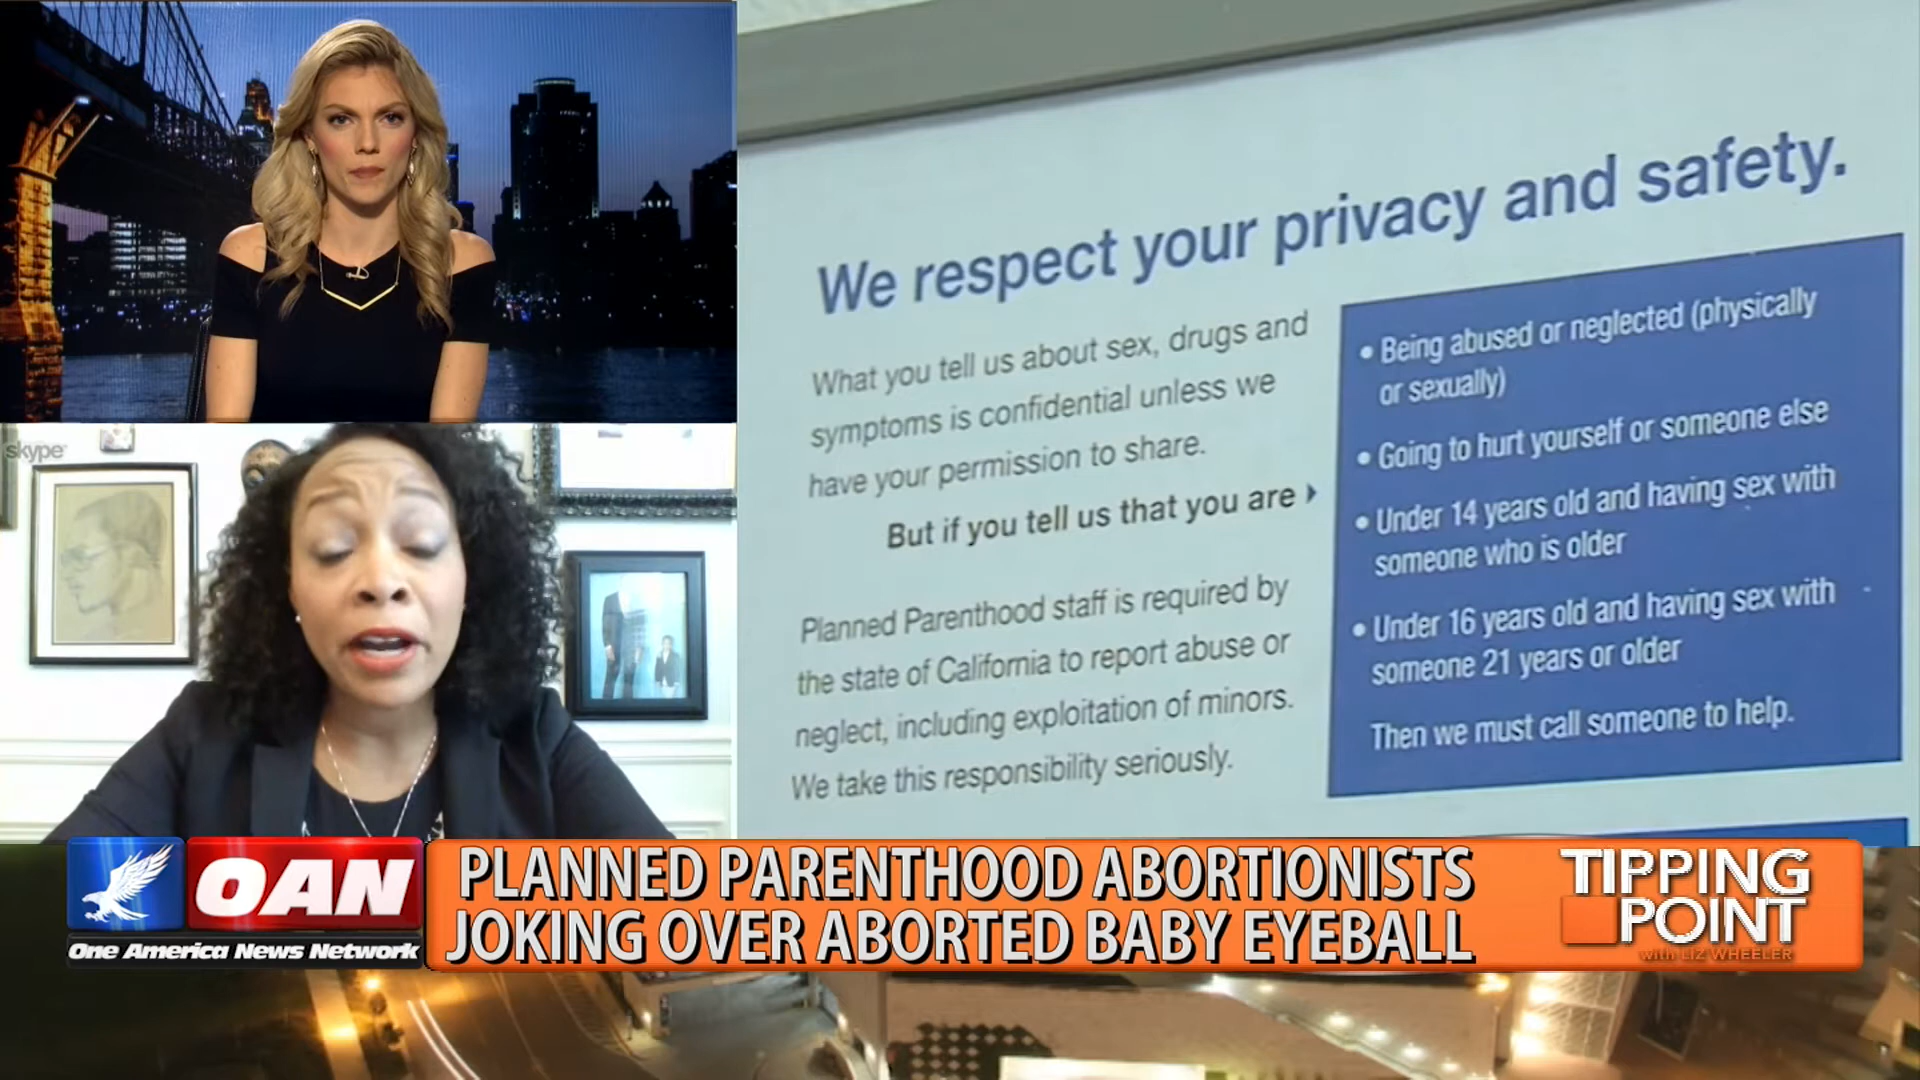 We respect your privacy and safety.
What you tell us about sex, drugs and
symptoms is confidential unless we
have your permission to share.
But if you tell us that you are
Planned Parenthood staff is required by
the state of California to report abuse or
neglect, including exploitation of minors.
We take this responsibility seriously.
• Being abused or neglected (physically
or sexually)
• Going to hurt yourself or someone else
• Under 14 years old and having sex with
someone who is older
• Under 16 years old and having sex with
someone 21 years or older
Then we must call someone to help.
skype
OAN
One America News Network
PLANNED PARENTHOOD ABORTIONISTS
JOKING OVER ABORTED BABY EYEBALL
TIPPING
POINT
with LIZ WHEELER